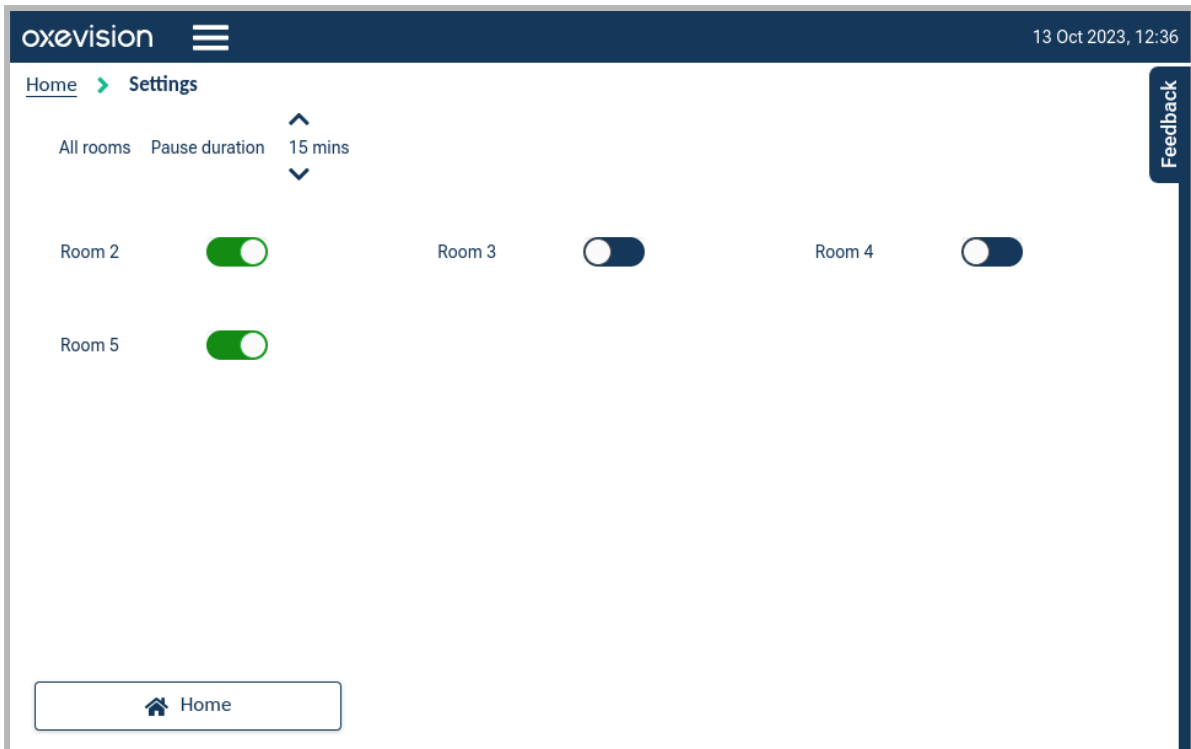 oxevision
13 Oct 2023, 12:36
Home > Settings
Feedback
All rooms Pause duration 15 mins
Room 2 Room 3 Room 4
Room 5
Home